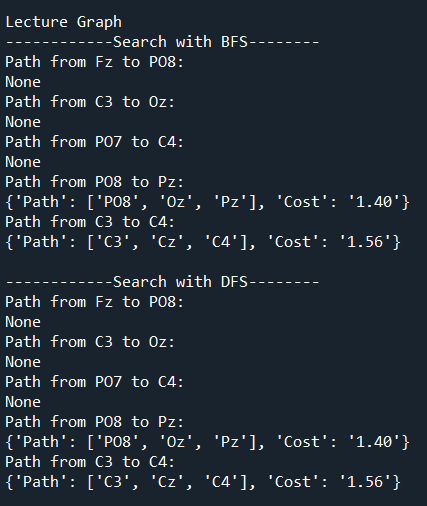 Lecture Graph
------------Search with BFS--------
Path from Fz to PO8:
None
Path from C3 to Oz:
None
Path from PO7 to C4:
None
Path from PO8 to Pz:
{'Path': ['PO8', 'Oz', 'Pz'], 'Cost': '1.40'}
Path from C3 to C4:
{'Path': ['C3', 'Cz', 'C4'], 'Cost': '1.56'}
------------Search with DFS--------
Path from Fz to PO8:
None
Path from C3 to Oz:
None
Path from PO7 to C4:
None
Path from PO8 to Pz:
{'Path': ['PO8', 'Oz', 'Pz'], 'Cost': '1.40'}
Path from C3 to C4:
{'Path': ['C3', 'Cz', 'C4'], 'Cost': '1.56'}